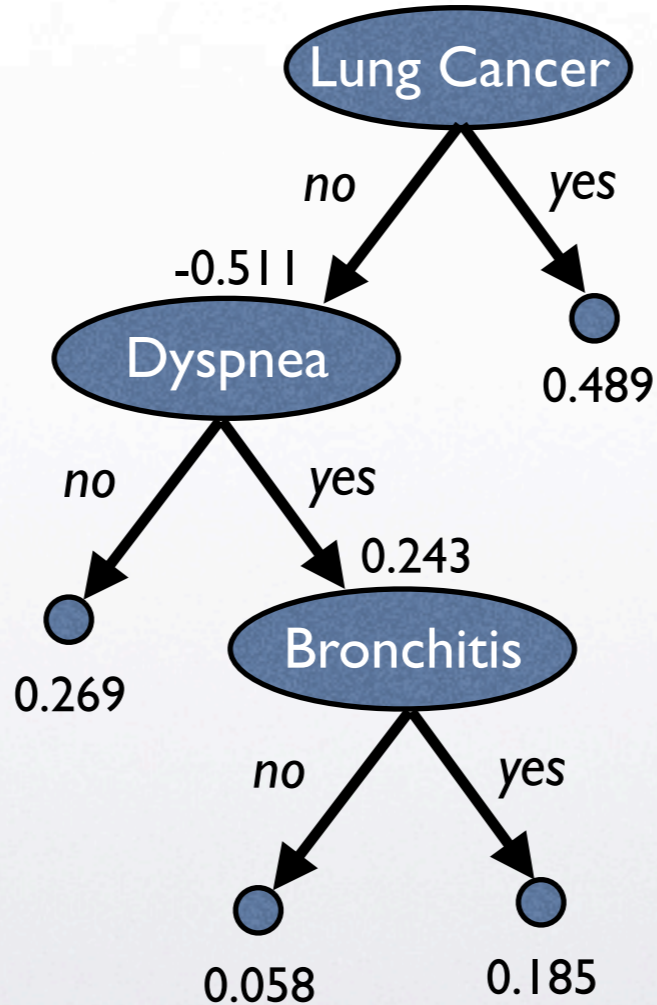 Lung Cancer
no
yes
-0.511
Dyspnea
0.489
no
yes
0.243
Bronchitis
0.269
no
yes
0.058
0.185